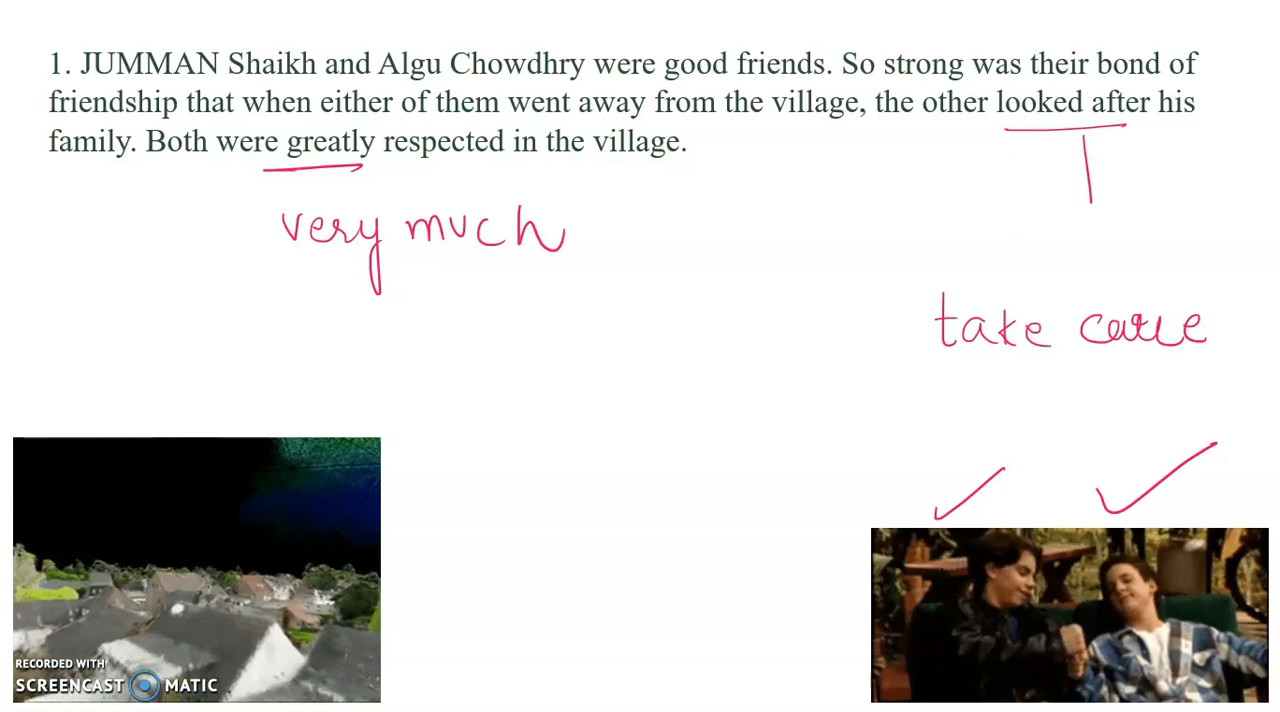 1. JUMMAN Shaikh and Algu Chowdhry were good friends. So strong was their bond of
friendship that when either of them went away from the village, the other looked after his
family. Both were greatly respected in the village.
very much
take care
RECORDED WITH
SCREENCAST MATIC